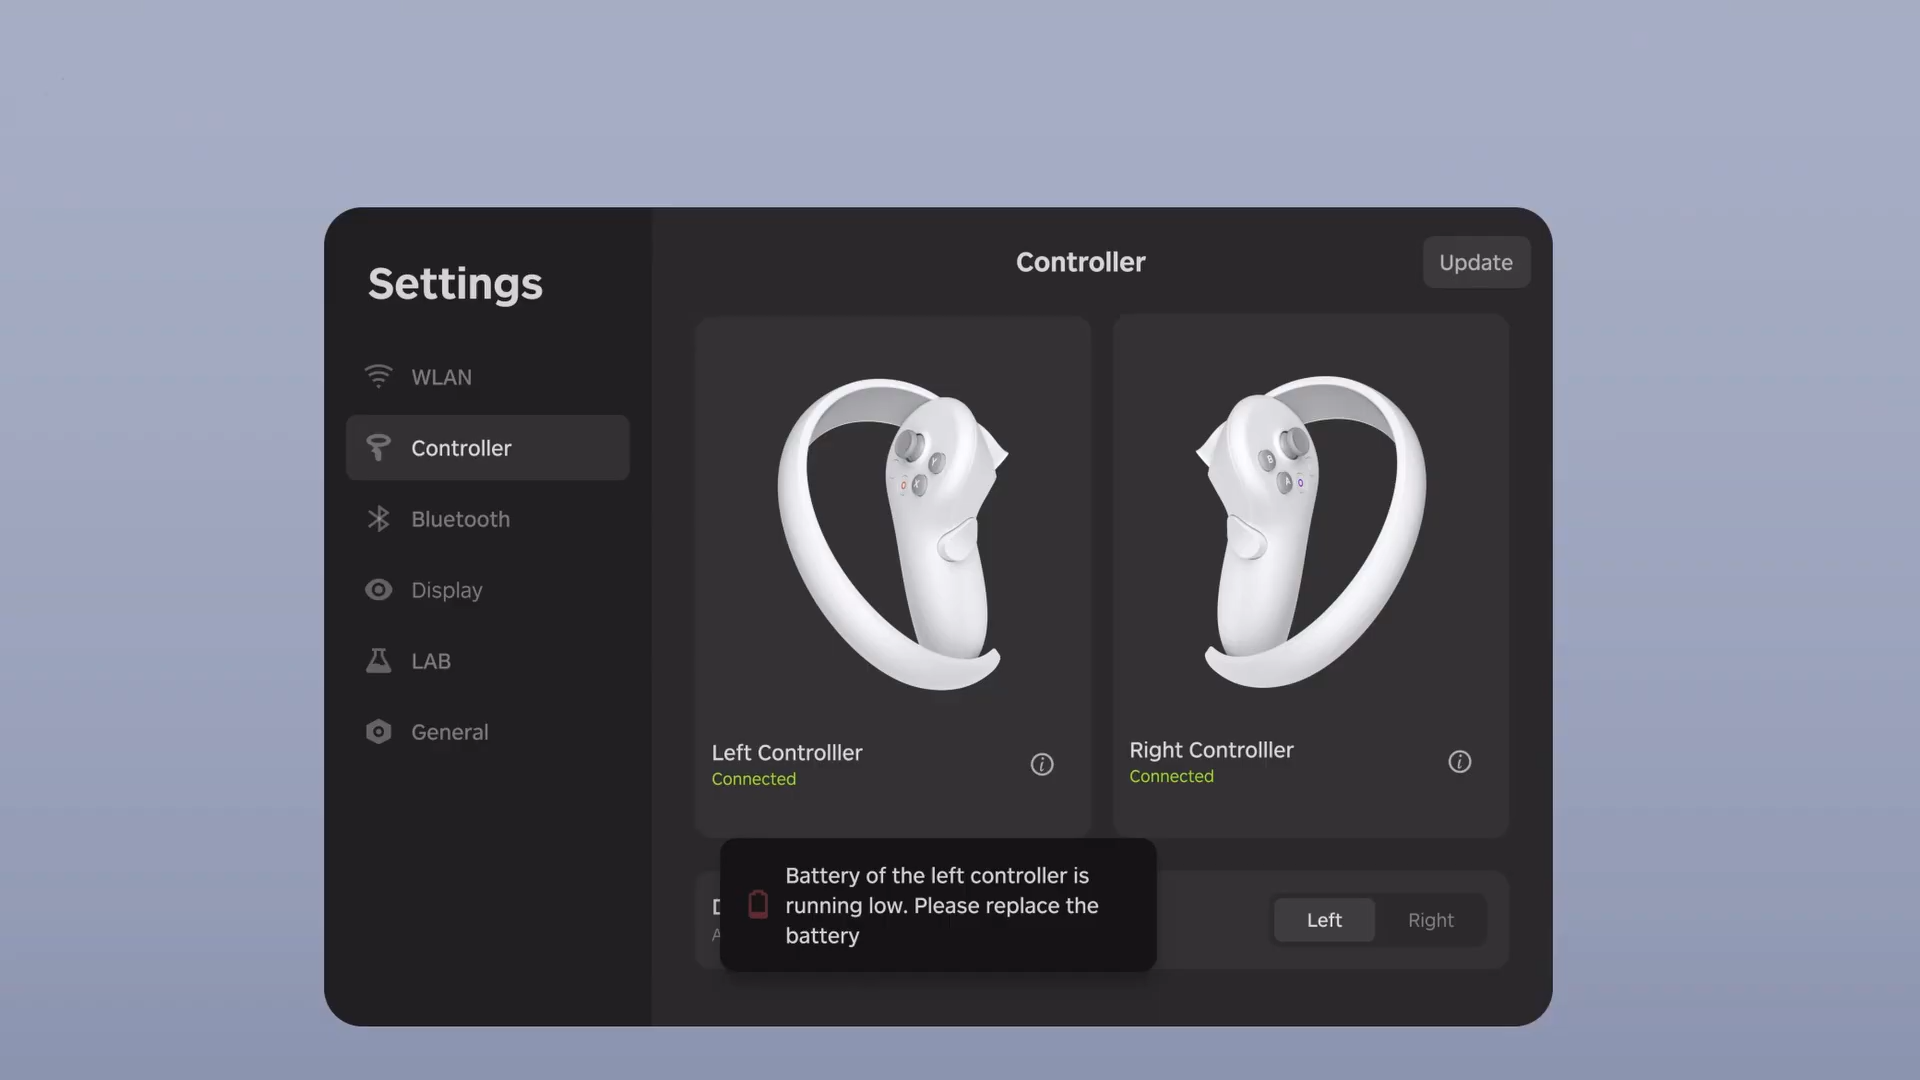 Settings
WLAN
Controller
Bluetooth
Display
LAB
General
Controller
Update
Y
X
B
A
Left Controlller
Connected
Right Controlller
Connected
Battery of the left controller is
running low. Please replace the
battery
Left
Right